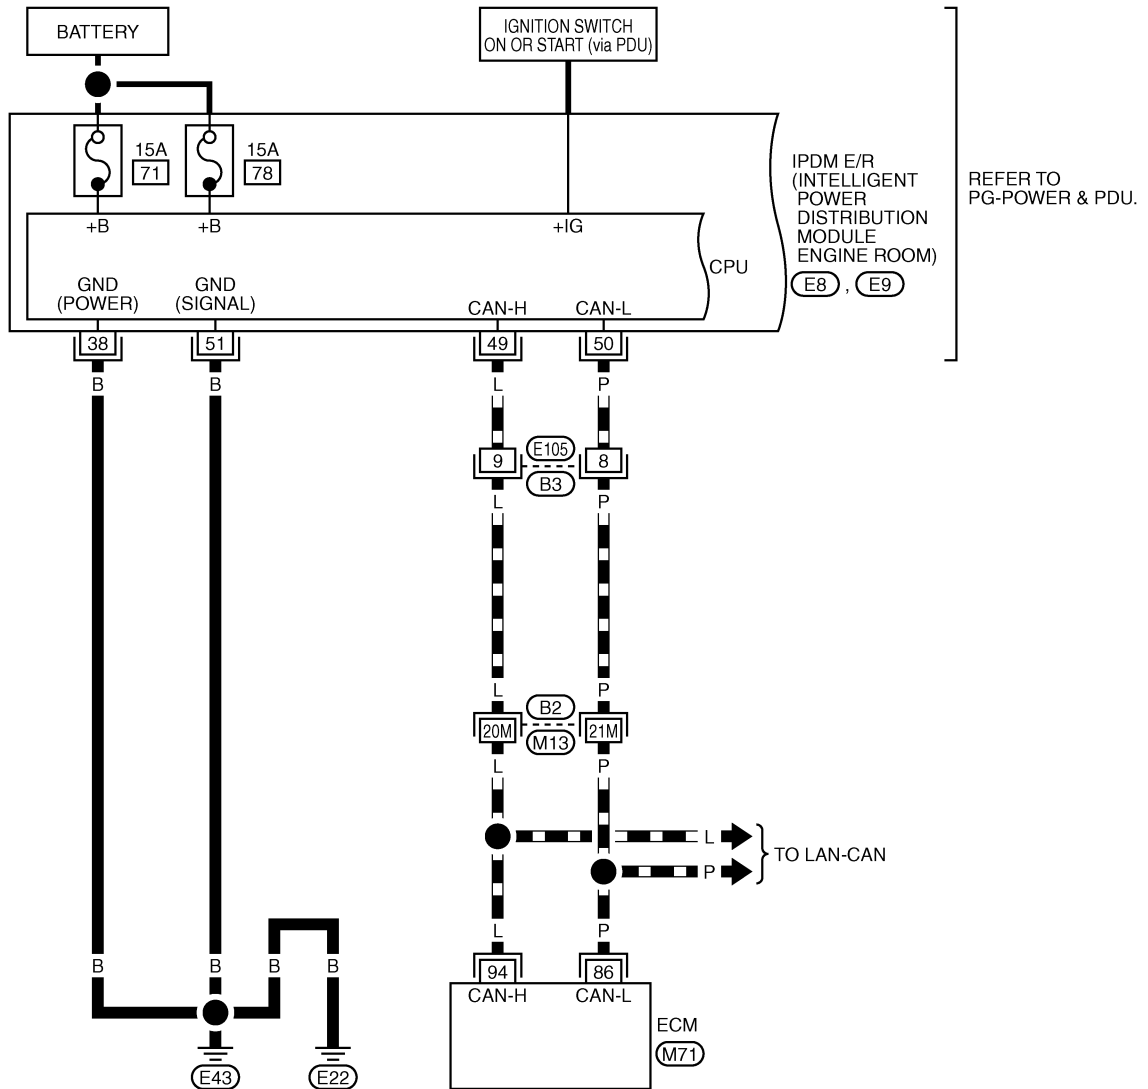 BATTERY
IGNITION SWITCH
ON OR START (via PDU)
15A
71
15A
78
IPDM E/R
(INTELLIGENT
POWER
DISTRIBUTION
MODULE
ENGINE ROOM)
E8 , E9
REFER TO
PG-POWER & PDU.
+B
+B
+IG
CPU
GND
(POWER)
GND
(SIGNAL)
CAN-H
CAN-L
38
51
49
50
B
B
L
P
9
E105
8
B3
L
P
L
P
B2
20M
21M
M13
L
P
L
P
TO LAN-CAN
L
P
B
B
B
B
94
86
CAN-H
CAN-L
ECM
M71
E43
E22